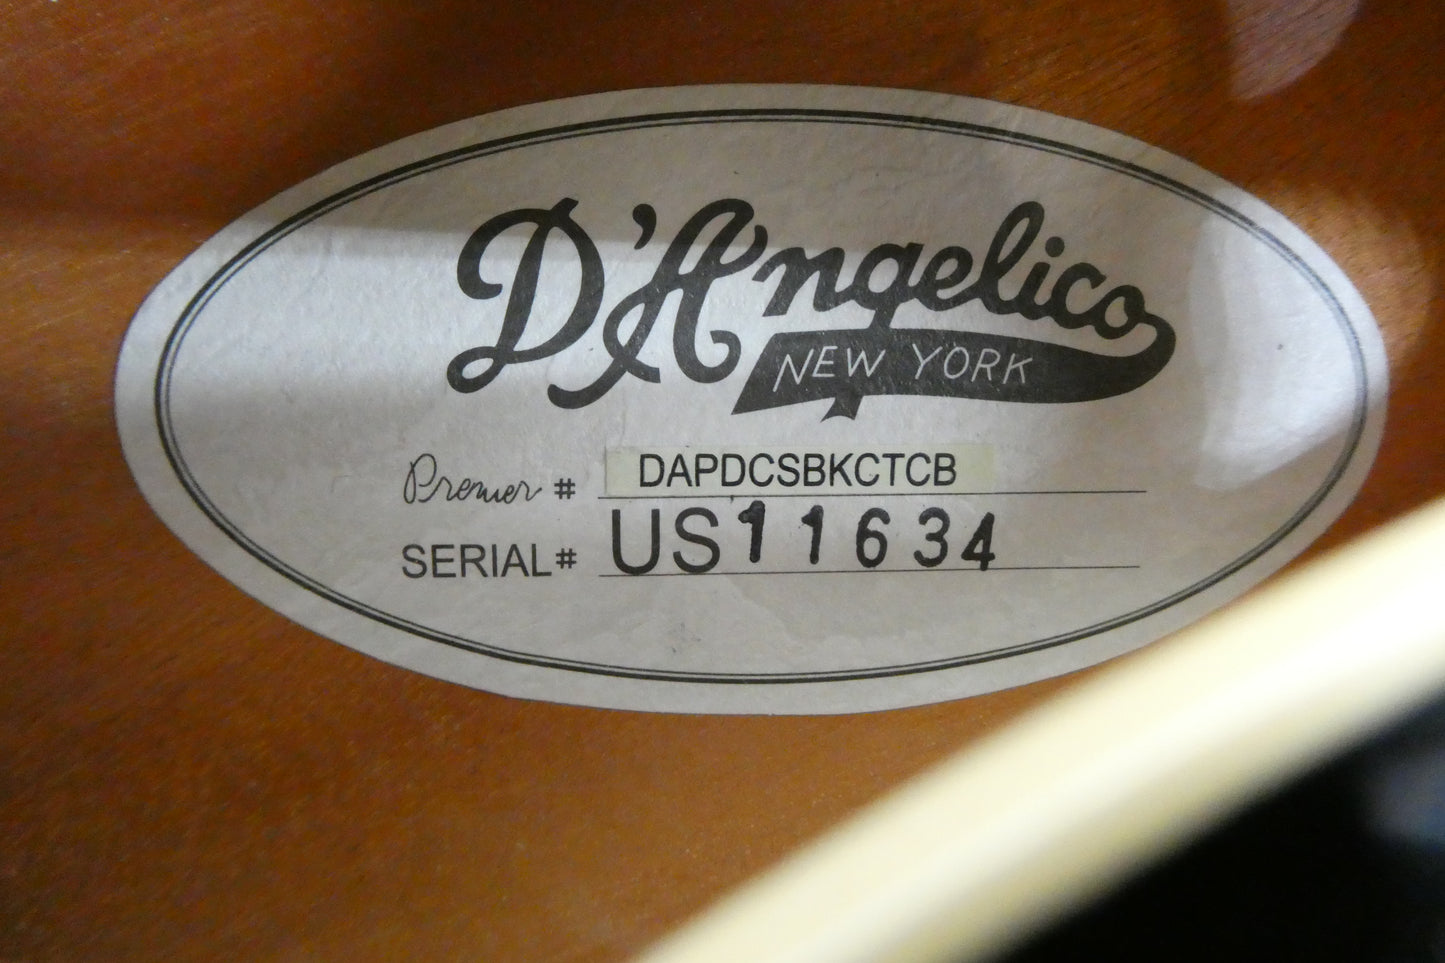 D'Angelico
NEW YORK
Premier # DAPDCSBKCTCB
SERIAL# US11634